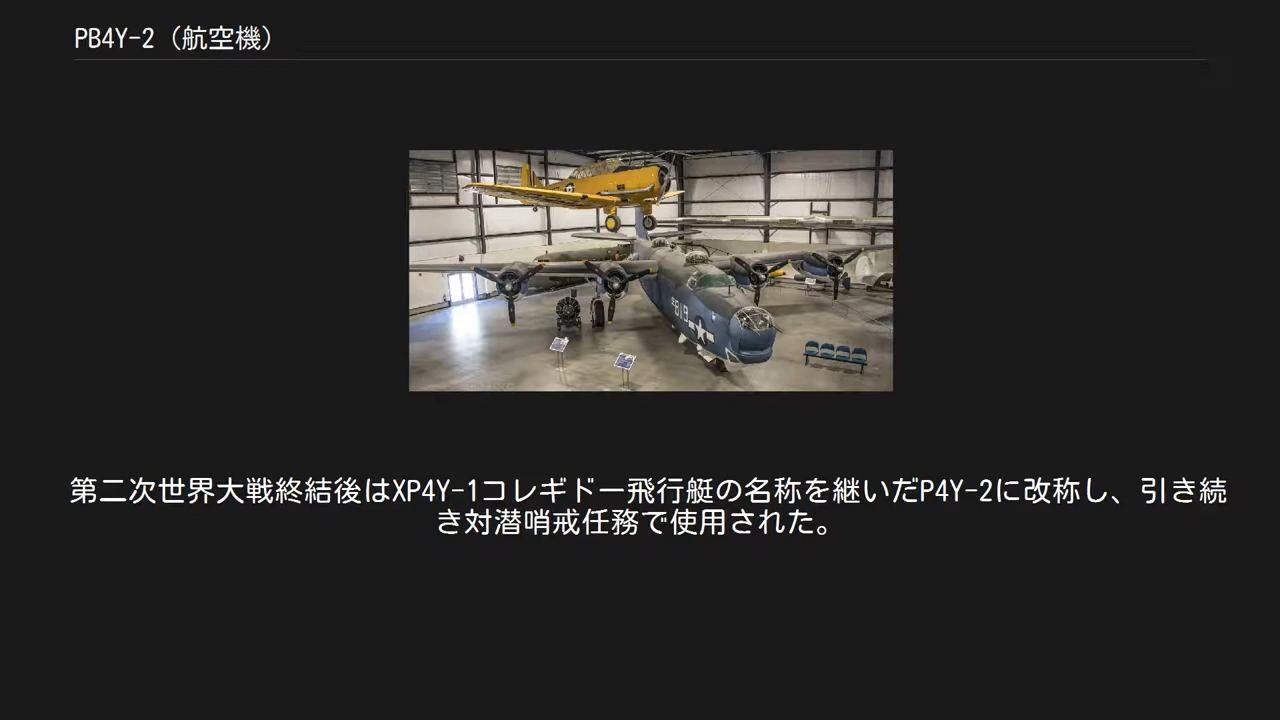 PB4Y-2（航空機）
819
第二次世界大戦終結後はXP4Y-1コレギドー飛行艇の名称を継いだP4Y-2に改称し、引き続
き対潜哨戒任務で使用された。